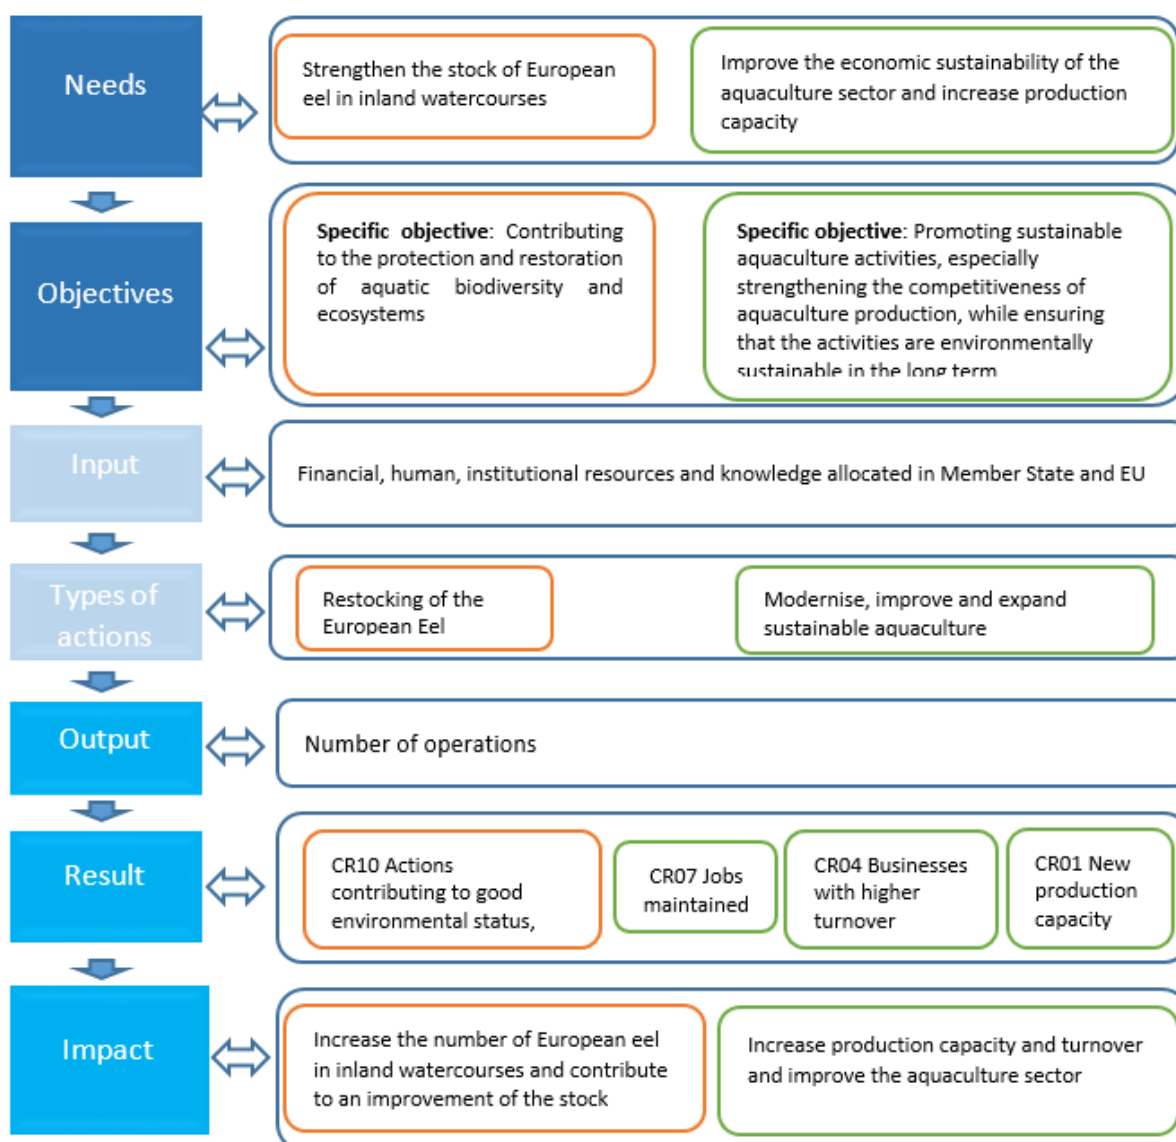 Needs
Strengthen the stock of European
eel in inland watercourses
Improve the economic sustainability of the
aquaculture sector and increase production
capacity
Objectives
Specific objective: Contributing
to the protection and restoration
of aquatic biodiversity and
ecosystems
Specific objective: Promoting sustainable
aquaculture activities, especially
strengthening the competitiveness of
aquaculture production, while ensuring
that the activities are environmentally
sustainable in the long term
Input
Financial, human, institutional resources and knowledge allocated in Member State and EU
Types of
actions
Restocking of the
European Eel
Modernise, improve and expand
sustainable aquaculture
Output
Number of operations
Result
CR10 Actions
contributing to good
environmental status,
CR07 Jobs
maintained
CR04 Businesses
with higher
turnover
CR01 New
production
capacity
Impact
Increase the number of European eel
in inland watercourses and contribute
to an improvement of the stock
Increase production capacity and turnover
and improve the aquaculture sector